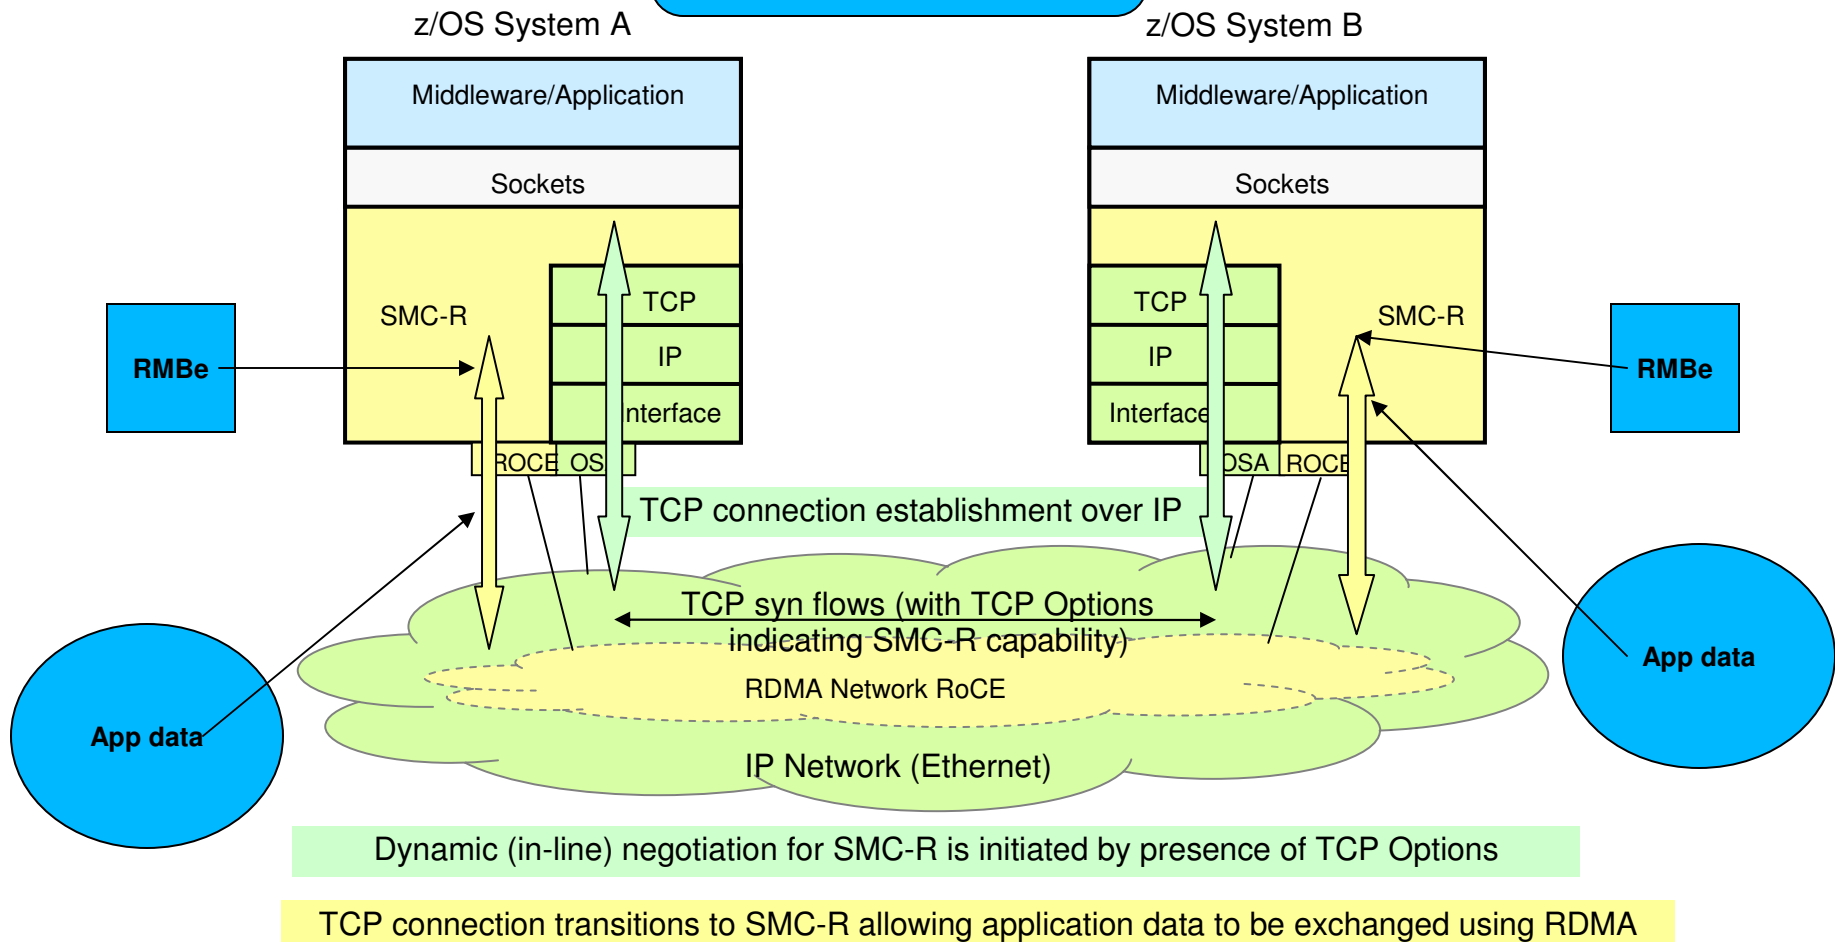 z/OS System A
z/OS System B
Middleware/Application
Middleware/Application
Sockets
Sockets
TCP
TCP
SMC-R
SMC-R
IP
IP
RMBe
RMBe
Interface
Interface
ROCE
OS
OSA
ROCE
TCP connection establishment over IP
TCP syn flows (with TCP Options
indicating SMC-R capability)
RDMA Network RoCE
App data
App data
IP Network (Ethernet)
Dynamic (in-line) negotiation for SMC-R is initiated by presence of TCP Options
TCP connection transitions to SMC-R allowing application data to be exchanged using RDMA